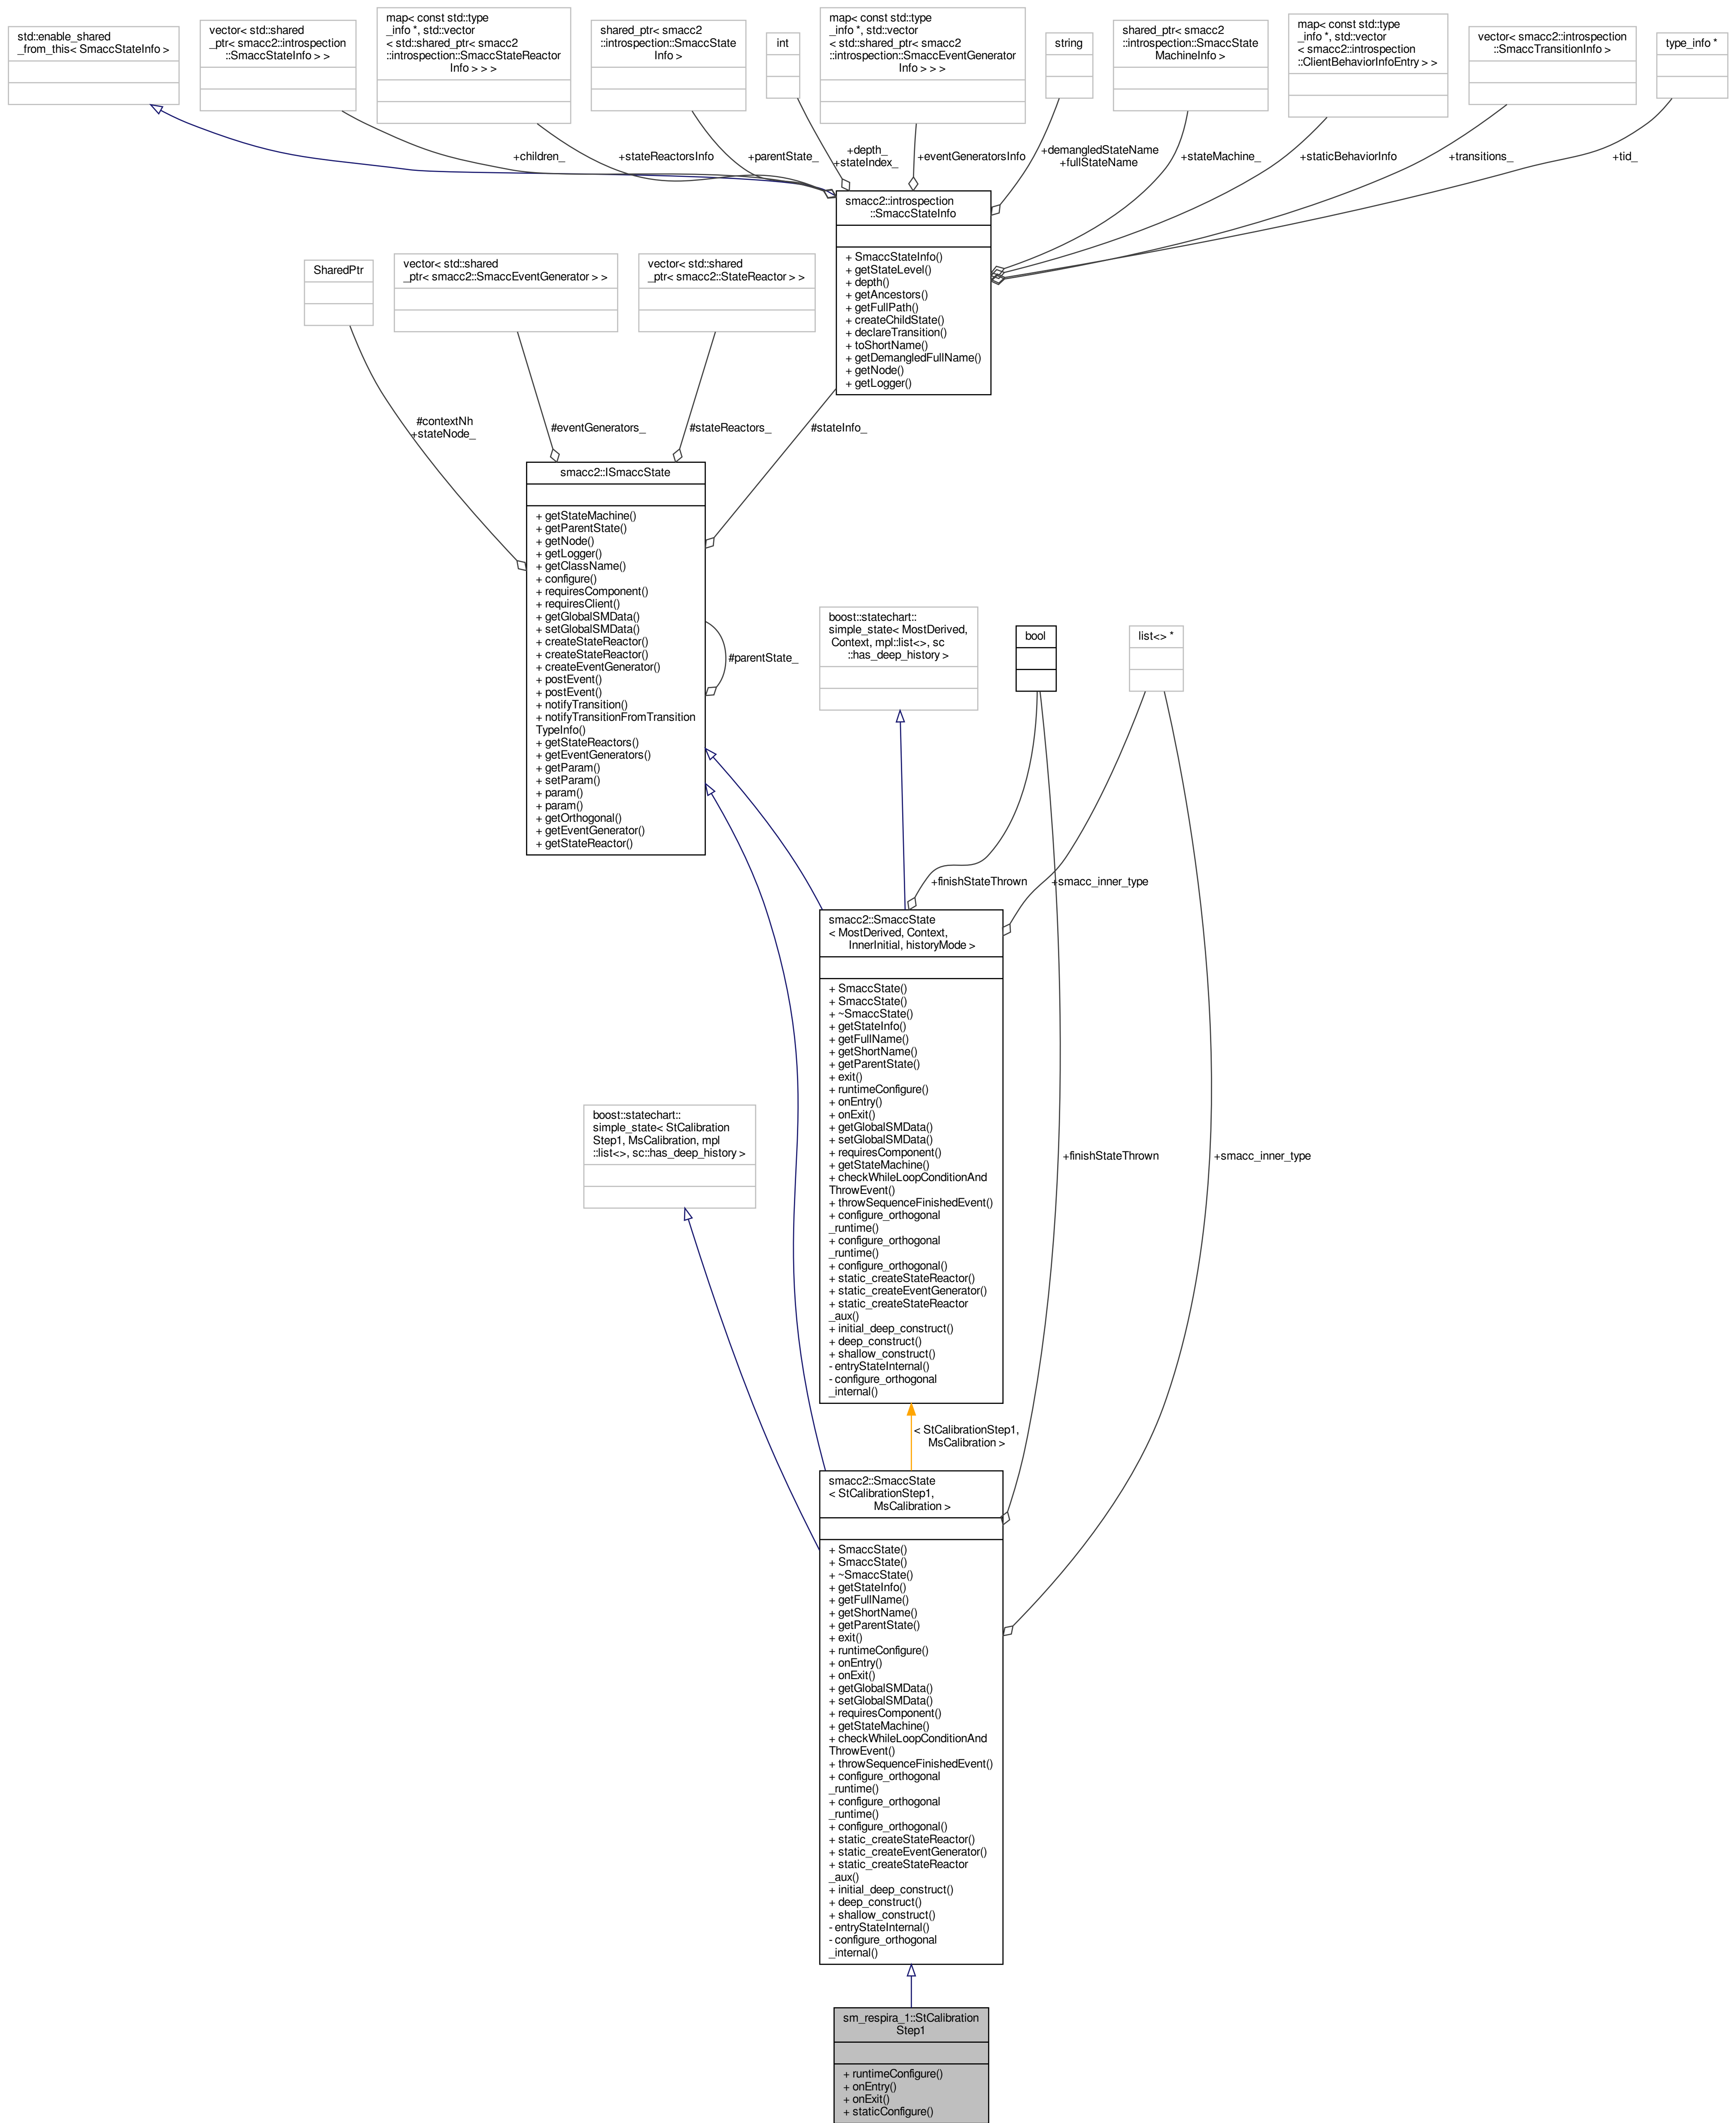 std::enable_shared
_from_this< SmaccStateInfo >
vector< std::shared
_ptr< smacc2::introspection
::SmaccStateInfo > >
map< const std::type
_info *, std::vector
< std::shared_ptr< smacc2
::introspection::SmaccStateReactor
Info > > >
shared_ptr< smacc2
::introspection::SmaccState
Info >
int
map< const std::type
_info *, std::vector
< std::shared_ptr< smacc2
::introspection::SmaccEventGenerator
Info > > >
string
shared_ptr< smacc2
::introspection::SmaccState
MachineInfo >
map< const std::type
_info *, std::vector
< smacc2::introspection
::ClientBehaviorInfoEntry > >
vector< smacc2::introspection
::SmaccTransitionInfo >
type_info *
+children_
+stateReactorsInfo
+parentState_
+depth_
+stateIndex_
+eventGeneratorsInfo
+demangledStateName
+fullStateName
+stateMachine_
+staticBehaviorInfo
+transitions_
+tid_
smacc2::introspection
::SmaccStateInfo
+ SmaccStateInfo()
+ getStateLevel()
+ depth()
+ getAncestors()
+ getFullPath()
+ createChildState()
+ declareTransition()
+ toShortName()
+ getDemangledFullName()
+ getNode()
+ getLogger()
SharedPtr
vector< std::shared
_ptr< smacc2::SmaccEventGenerator > >
vector< std::shared
_ptr< smacc2::StateReactor > >
#contextNh
+stateNode_
#eventGenerators_
#stateReactors_
#stateInfo_
smacc2::ISmaccState
+ getStateMachine()
+ getParentState()
+ getNode()
+ getLogger()
+ getClassName()
+ configure()
+ requiresComponent()
+ requiresClient()
+ getGlobalSMData()
+ setGlobalSMData()
+ createStateReactor()
+ createStateReactor()
+ createEventGenerator()
+ postEvent()
+ postEvent()
+ notifyTransition()
+ notifyTransitionFromTransition
TypeInfo()
+ getStateReactors()
+ getEventGenerators()
+ getParam()
+ setParam()
+ param()
+ param()
+ getOrthogonal()
+ getEventGenerator()
+ getStateReactor()
#parentState_
boost::statechart::
simple_state< MostDerived,
Context, mpl::list<>, sc
::has_deep_history >
bool
list<> *
+finishStateThrown
+smacc_inner_type
smacc2::SmaccState
< MostDerived, Context,
InnerInitial, historyMode >
+ SmaccState()
+ SmaccState()
+ ~SmaccState()
+ getStateInfo()
+ getFullName()
+ getShortName()
+ getParentState()
+ exit()
+ runtimeConfigure()
+ onEntry()
+ onExit()
+ getGlobalSMData()
+ setGlobalSMData()
+ requiresComponent()
+ getStateMachine()
+ checkWhileLoopConditionAnd
ThrowEvent()
+ throwSequenceFinishedEvent()
+ configure_orthogonal
_runtime()
+ configure_orthogonal
_runtime()
+ configure_orthogonal()
+ static_createStateReactor()
+ static_createEventGenerator()
+ static_createStateReactor
_aux()
+ initial_deep_construct()
+ deep_construct()
+ shallow_construct()
- entryStateInternal()
- configure_orthogonal
_internal()
boost::statechart::
simple_state< StCalibration
Step1, MsCalibration, mpl
::list<>, sc::has_deep_history >
+finishStateThrown
+smacc_inner_type
< StCalibrationStep1,
MsCalibration >
smacc2::SmaccState
< StCalibrationStep1,
MsCalibration >
+ SmaccState()
+ SmaccState()
+ ~SmaccState()
+ getStateInfo()
+ getFullName()
+ getShortName()
+ getParentState()
+ exit()
+ runtimeConfigure()
+ onEntry()
+ onExit()
+ getGlobalSMData()
+ setGlobalSMData()
+ requiresComponent()
+ getStateMachine()
+ checkWhileLoopConditionAnd
ThrowEvent()
+ throwSequenceFinishedEvent()
+ configure_orthogonal
_runtime()
+ configure_orthogonal
_runtime()
+ configure_orthogonal()
+ static_createStateReactor()
+ static_createEventGenerator()
+ static_createStateReactor
_aux()
+ initial_deep_construct()
+ deep_construct()
+ shallow_construct()
- entryStateInternal()
- configure_orthogonal
_internal()
sm_respira_1::StCalibration
Step1
+ runtimeConfigure()
+ onEntry()
+ onExit()
+ staticConfigure()